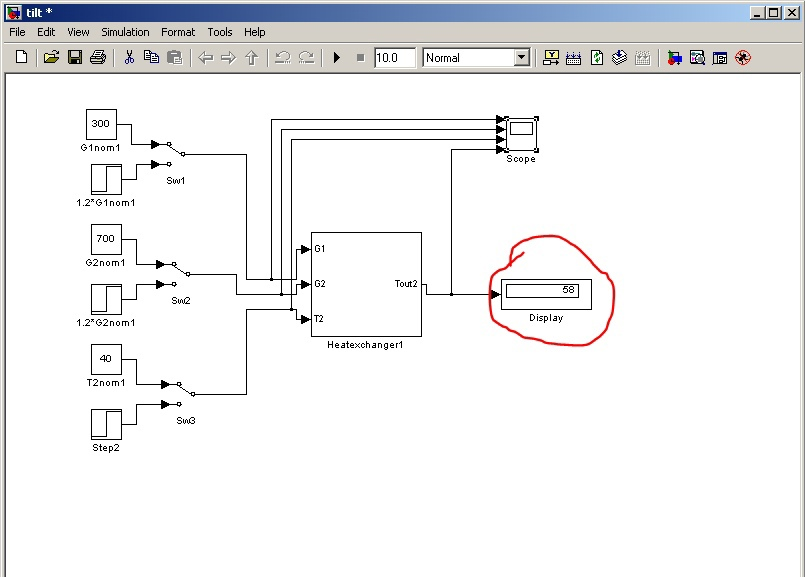 tilt *
File Edit View Simulation Format Tools Help
10.0 Normal
300
G1nom1
1.2*G1nom1
Sw1
Scope
700
G2nom1
1.2*G2nom1
Sw2
G1
G2
T2
Tout2
Heatexchanger1
58
Display
40
T2nom1
Step2
Sw3